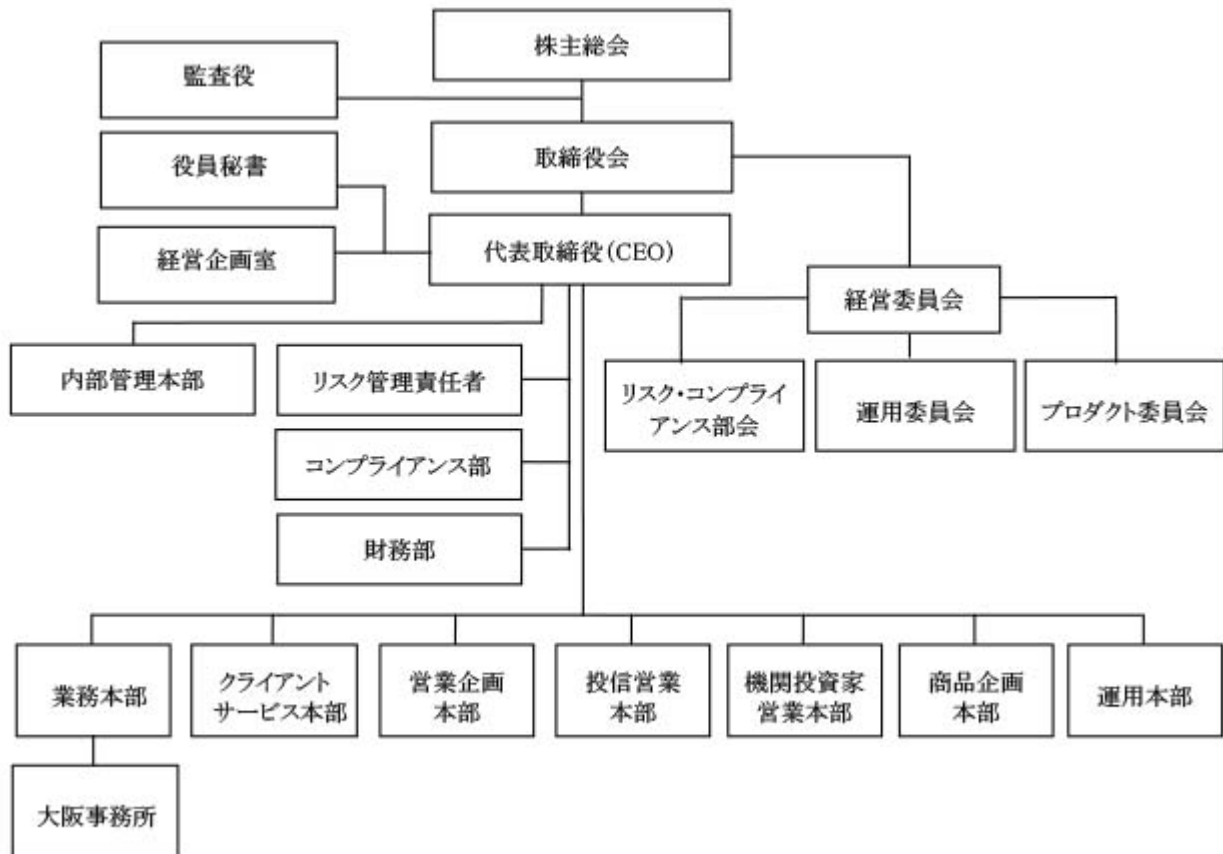 株主総会
監査役
取締役会
役員秘書
代表取締役(CEO)
経営企画室
経営委員会
内部管理本部
リスク管理責任者
リスク・コンプライ
アンス部会
運用委員会
プロダクト委員会
コンプライアンス部
財務部
業務本部
クライアント
サービス本部
営業企画
本部
投信営業
本部
機関投資家
営業本部
商品企画
本部
運用本部
大阪事務所